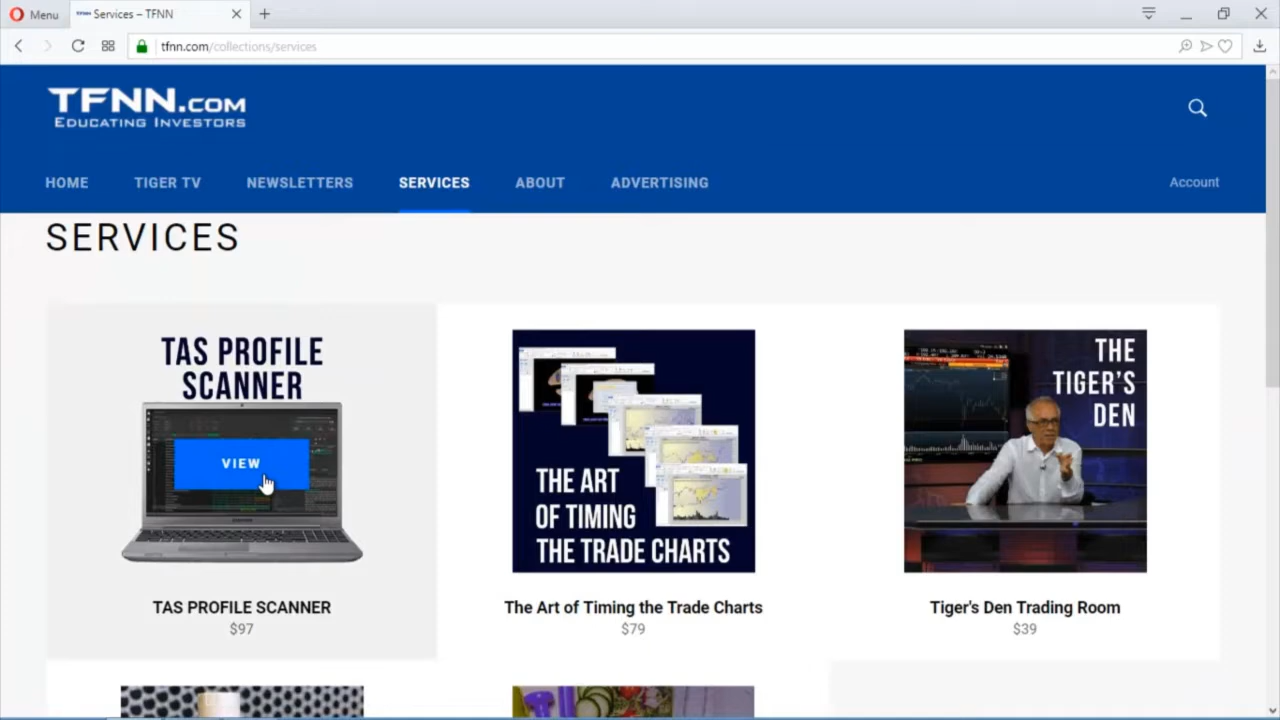 Menu
Services – TFNN
tfnn.com/collections/services
TFNN.COM
EDUCATING INVESTORS
HOME
TIGER TV
NEWSLETTERS
SERVICES
ABOUT
ADVERTISING
Account
SERVICES
TAS PROFILE
SCANNER
VIEW
TAS PROFILE SCANNER
$97
THE ART
OF TIMING
THE TRADE CHARTS
The Art of Timing the Trade Charts
$79
THE
TIGER'S
DEN
Tiger's Den Trading Room
$39